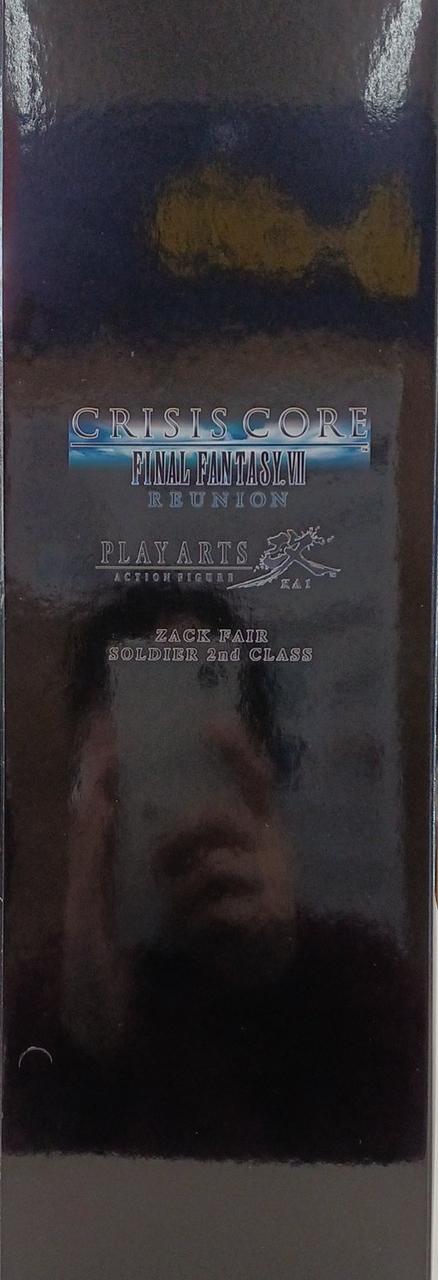 CRISIS CORE
FINAL FANTASY VII
REUNION
PLAY ARTS 改
ACTION FIGURE KAI
ZACK FAIR
SOLDIER 2nd CLASS